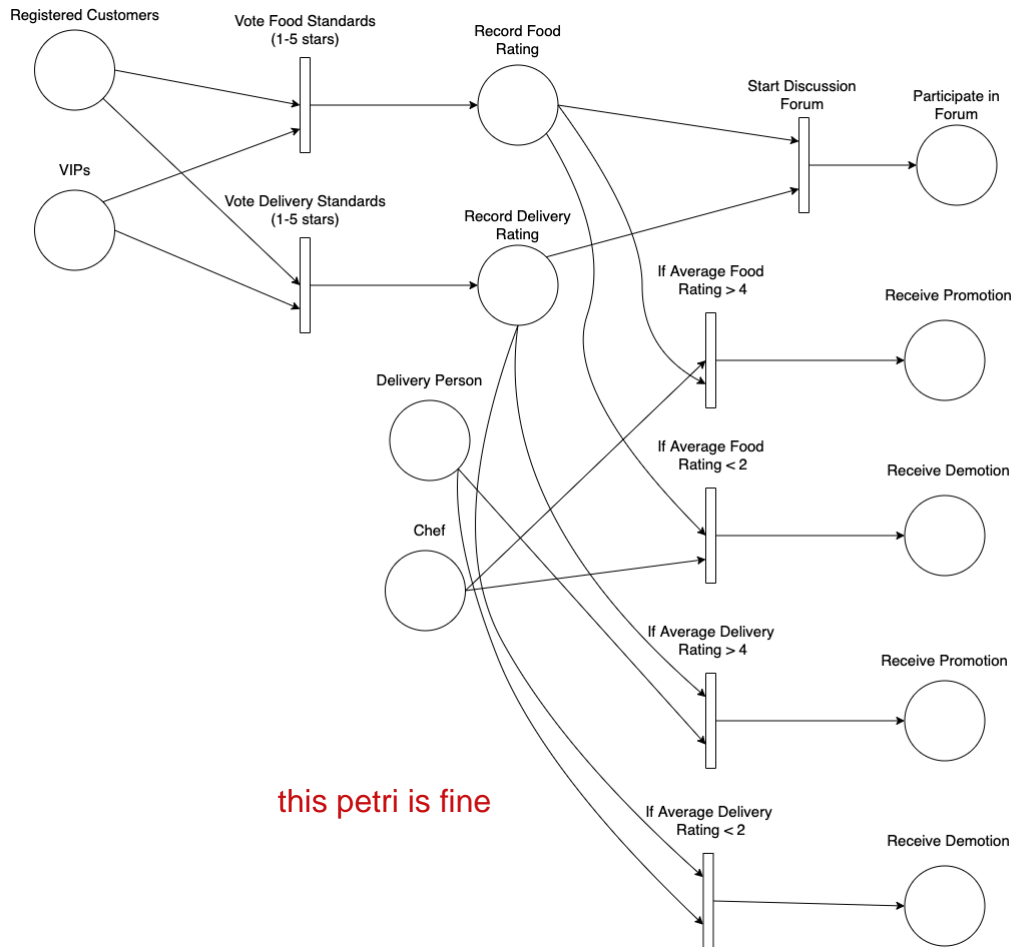 Registered Customers
Vote Food Standards
(1-5 stars)
Record Food
Rating
Start Discussion
Forum
Participate in
Forum
VIPs
Vote Delivery Standards
(1-5 stars)
Record Delivery
Rating
If Average Food
Rating > 4
Receive Promotion
Delivery Person
If Average Food
Rating < 2
Receive Demotion
Chef
If Average Delivery
Rating > 4
Receive Promotion
this petri is fine
If Average Delivery
Rating < 2
Receive Demotion